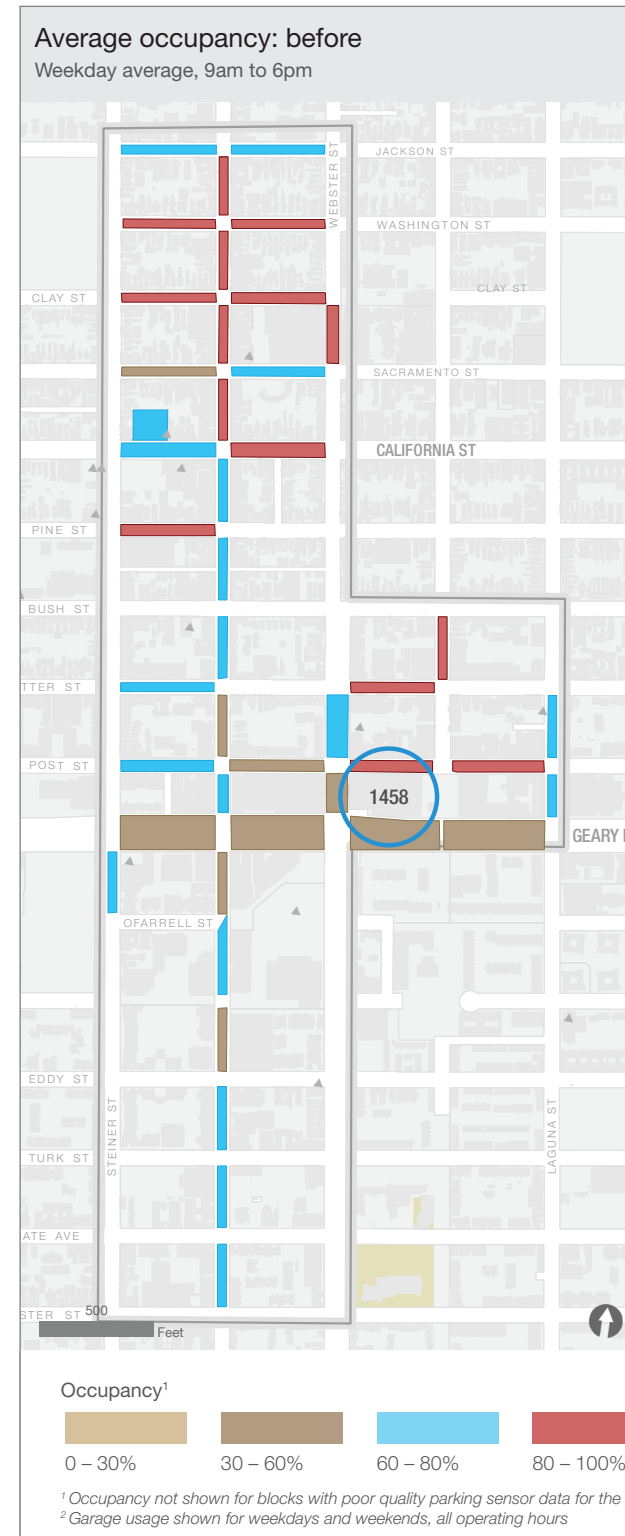 Average occupancy: before
Weekday average, 9am to 6pm
JACKSON ST
WEBSTER ST
WASHINGTON ST
CLAY ST
CLAY ST
SACRAMENTO ST
CALIFORNIA ST
PINE ST
BUSH ST
TTER ST
POST ST
1458
GEARY
OFARRELL ST
EDDY ST
STEINER ST
LAGUNA ST
TURK ST
ATE AVE
STER ST
500
Feet
Occupancy1
0 – 30%
30 – 60%
60 – 80%
80 – 100%
1 Occupancy not shown for blocks with poor quality parking sensor data for the
2 Garage usage shown for weekdays and weekends, all operating hours